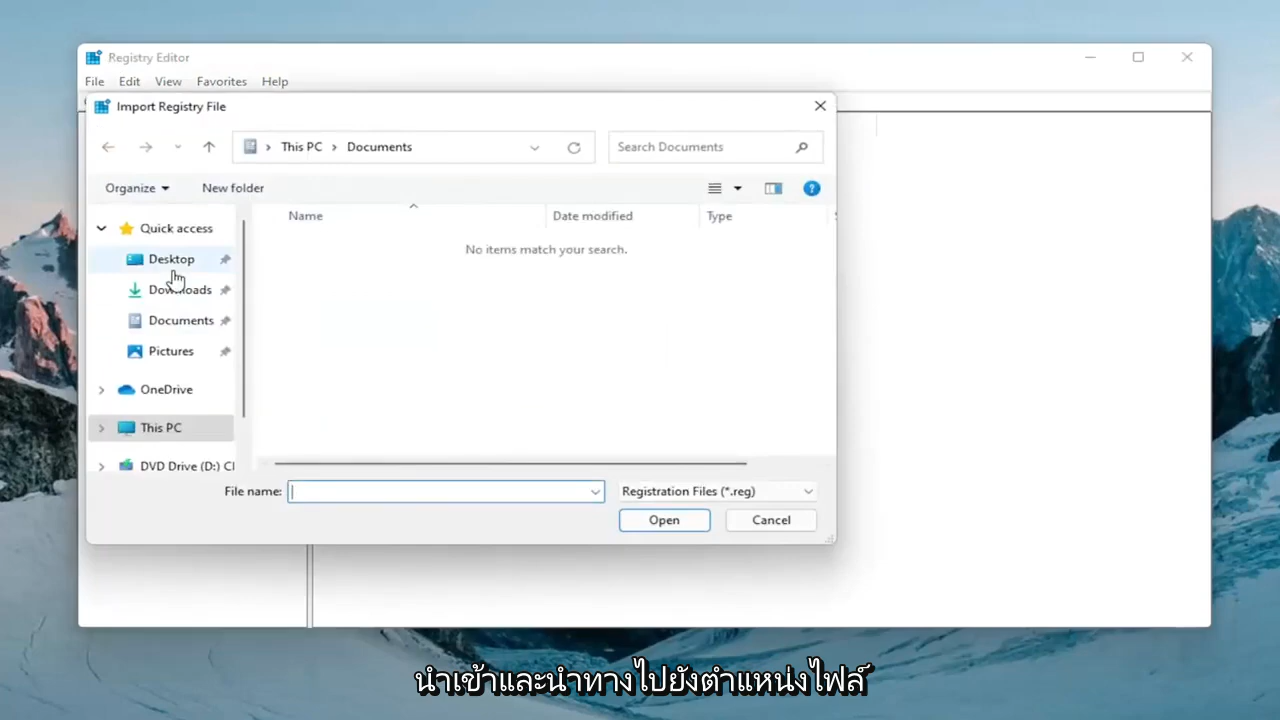 Registry Editor
File Edit View Favorites Help
Import Registry File
This PC Documents
Search Documents
Organize New folder
Name Date modified Type
Quick access
No items match your search.
Desktop
Downloads
Documents
Pictures
OneDrive
This PC
DVD Drive (D:)
File name:
Registration Files (*.reg)
Open Cancel
นำเข้าและนำทางไปยังตำแหน่งไฟล์